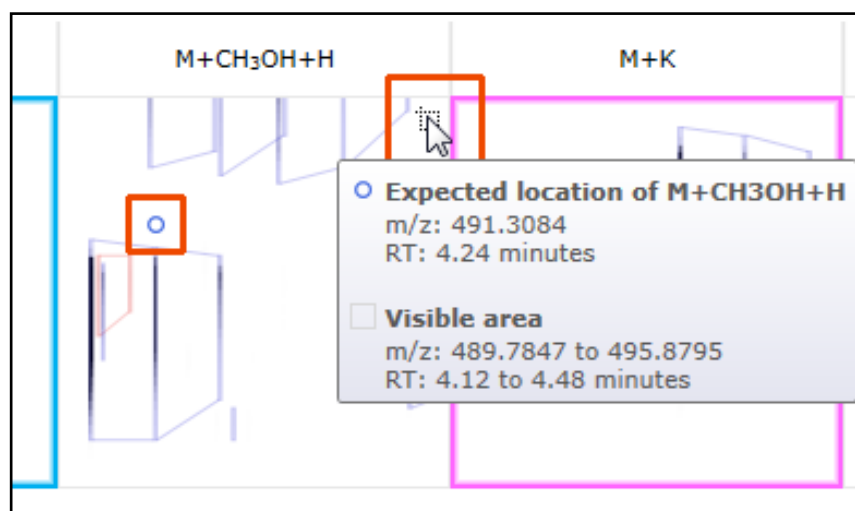 M+CH₃OH+H
M+K
Expected location of M+CH3OH+H
m/z: 491.3084
RT: 4.24 minutes
Visible area
m/z: 489.7847 to 495.8795
RT: 4.12 to 4.48 minutes